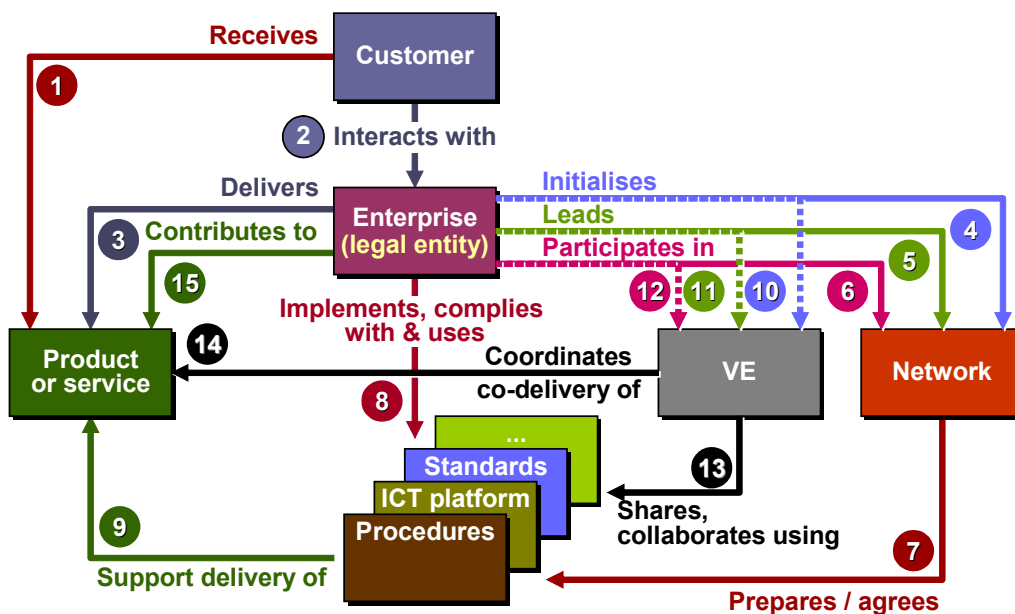 Receives
Customer
1
2
Interacts with
Delivers
Initialises
Enterprise
(legal entity)
Leads
Contributes to
Participates in
3
4
5
15
12
11
10
6
Implements, complies
with & uses
14
Product
or service
Coordinates
co-delivery of
VE
Network
8
...
Standards
13
ICT platform
Shares,
collaborates using
Procedures
9
7
Support delivery of
Prepares / agrees